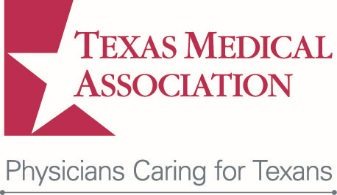 TEXAS MEDICAL
ASSOCIATION
Physicians Caring for Texans